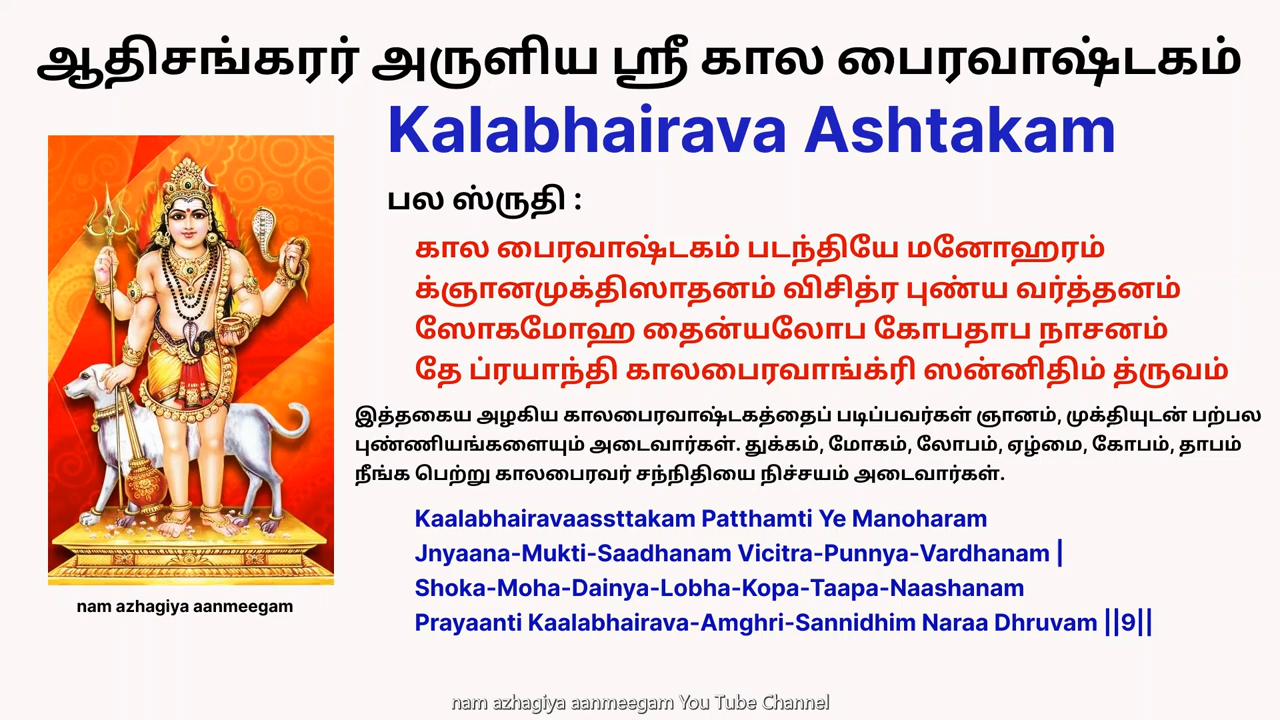 ஆதிசங்கரர் அருளிய ஸ்ரீ கால பைரவாஷ்டகம்
Kalabhairava Ashtakam
பல ஸ்ருதி :
கால பைரவாஷ்டகம் படந்தியே மனோஹரம்
க்ஞானமுக்திஸாதனம் விசித்ர புண்ய வர்த்தனம்
ஸோகமோஹ தைன்யலோப கோபதாப நாசனம்
தே ப்ரயாந்தி காலபைரவாங்க்ரி ஸன்னிதிம் த்ருவம்
இத்தகைய அழகிய காலபைரவாஷ்டகத்தைப் படிப்பவர்கள் ஞானம், முக்தியுடன் பற்பல
புண்ணியங்களையும் அடைவார்கள். துக்கம், மோகம், லோபம், ஏழ்மை, கோபம், தாபம்
நீங்க பெற்று காலபைரவர் சந்நிதியை நிச்சயம் அடைவார்கள்.
Kaalabhairavaassttakam Patthamti Ye Manoharam
Jnyaana-Mukti-Saadhanam Vicitra-Punnya-Vardhanam |
Shoka-Moha-Dainya-Lobha-Kopa-Taapa-Naashanam
Prayaanti Kaalabhairava-Amghri-Sannidhim Naraa Dhruvam ||9||
nam azhagiya aanmeegam
nam azhagiya aanmeegam You Tube Channel